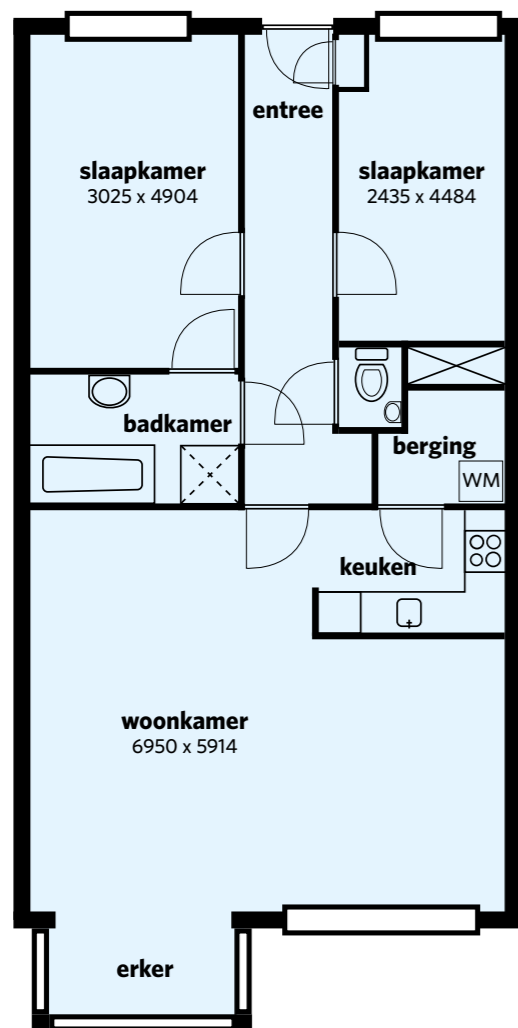 entree
slaapkamer
3025 x 4904
slaapkamer
2435 x 4484
badkamer
berging
WM
keuken
woonkamer
6950 x 5914
erker